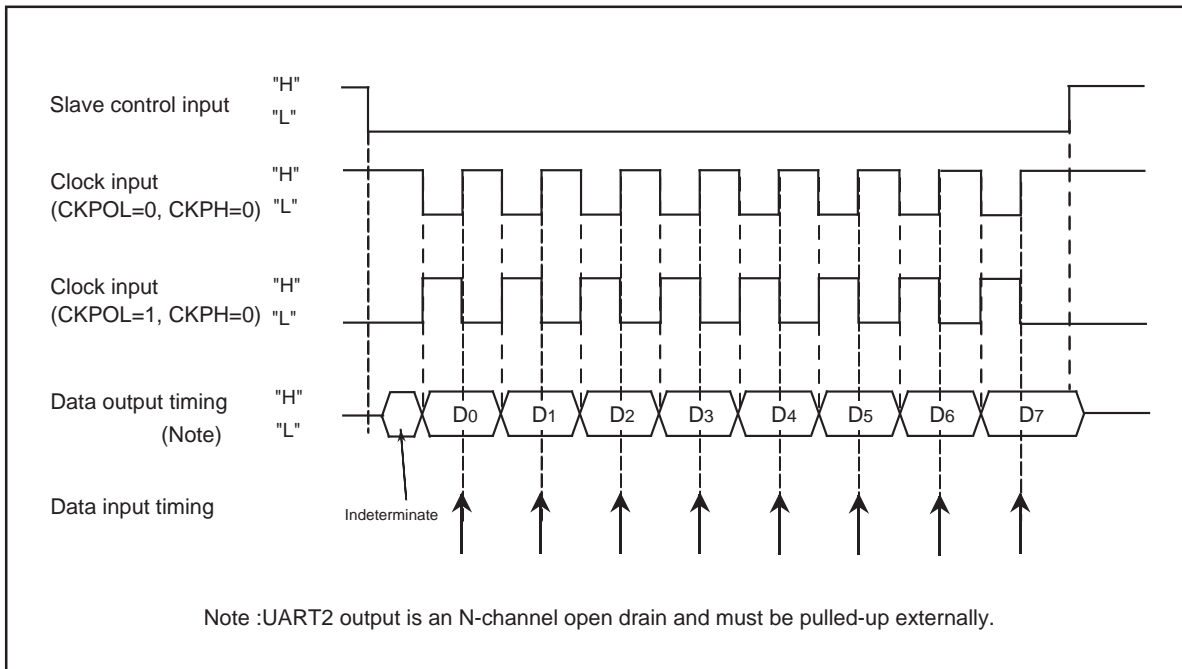 Slave control input
"H"
"L"
Clock input
(CKPOL=0, CKPH=0)
"H"
"L"
Clock input
(CKPOL=1, CKPH=0)
"H"
"L"
Data output timing
(Note)
"H"
"L"
D0 D1 D2 D3 D4 D5 D6 D7
Data input timing
Indeterminate
Note :UART2 output is an N-channel open drain and must be pulled-up externally.